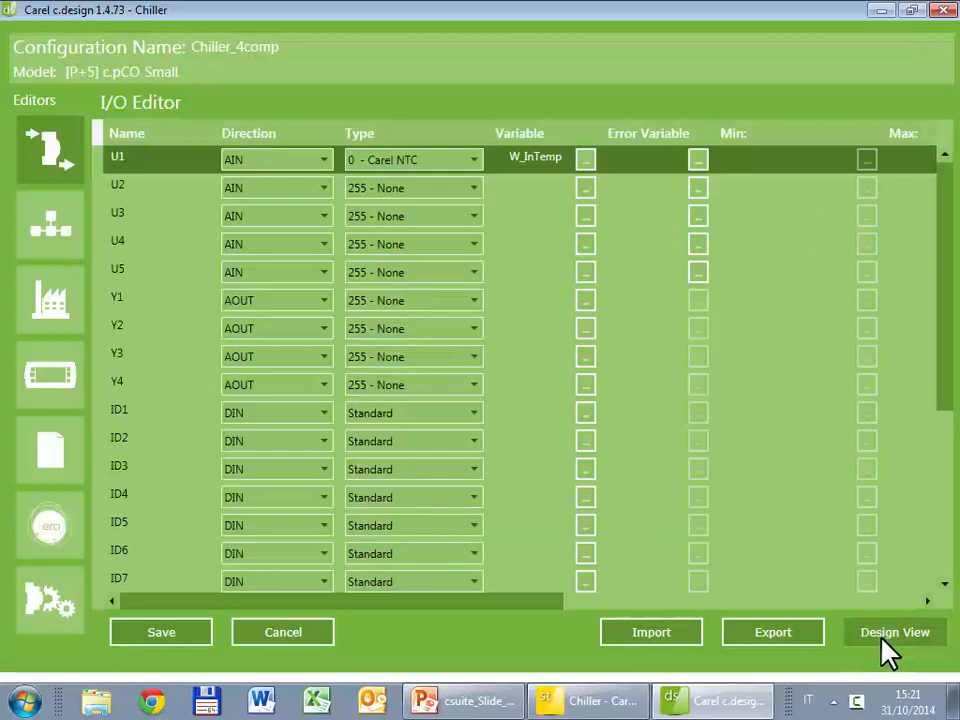 ds Carel c.design 1.4.73 - Chiller
Configuration Name: Chiller_4comp
Model: [P+5] c.pCO Small
Editors I/O Editor
Name Direction Type Variable Error Variable Min: Max:
U1 AIN 0 - Carel NTC W_InTemp ... ... ...
U2 AIN 255 - None ... ... ...
U3 AIN 255 - None ... ... ...
U4 AIN 255 - None ... ... ...
U5 AIN 255 - None ... ... ...
Y1 AOUT 255 - None ... ... ...
Y2 AOUT 255 - None ... ... ...
Y3 AOUT 255 - None ... ... ...
Y4 AOUT 255 - None ... ... ...
ID1 DIN Standard ... ... ...
ID2 DIN Standard ... ... ...
ID3 DIN Standard ... ... ...
ID4 DIN Standard ... ... ...
ID5 DIN Standard ... ... ...
ID6 DIN Standard ... ... ...
ID7 DIN Standard ... ... ...
era
Save Cancel Import Export Design View
csuite_Slide_... st Chiller - Car... ds Carel c.desig... IT 15:21
31/10/2014